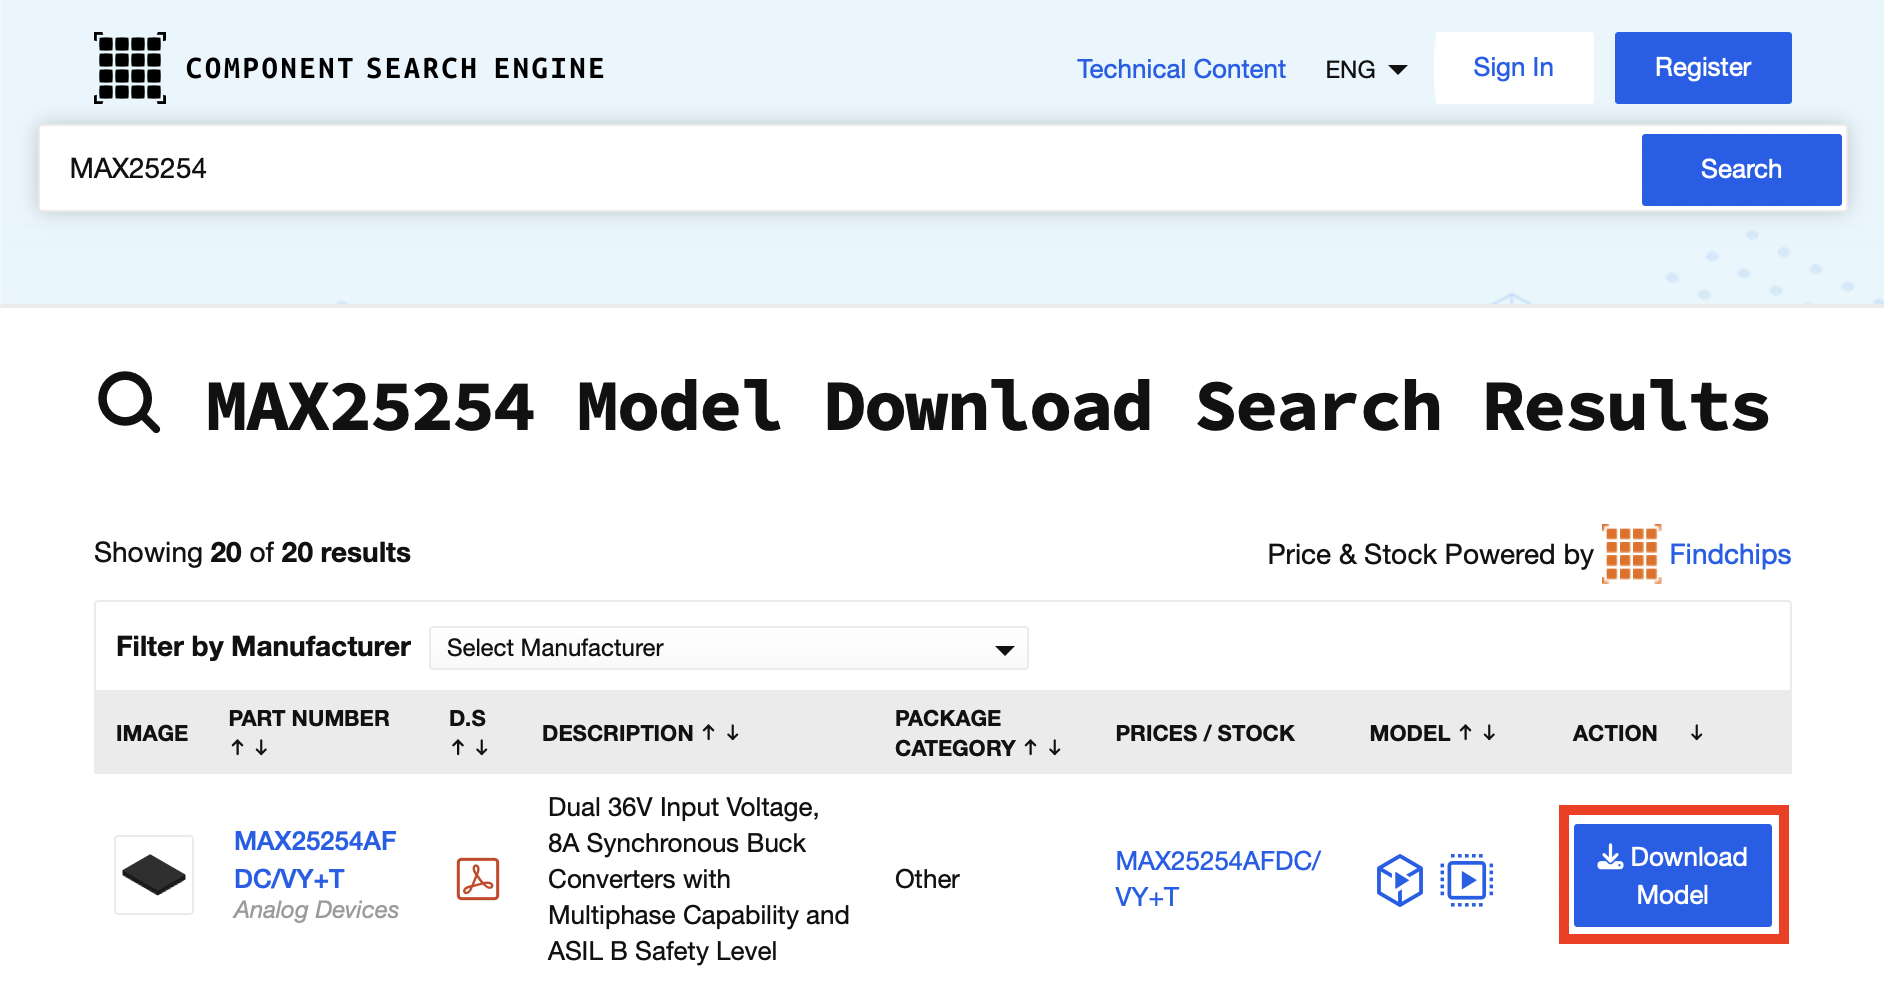 COMPONENT SEARCH ENGINE
Technical Content ENG Sign In Register
MAX25254 Search
MAX25254 Model Download Search Results
Showing 20 of 20 results
Price & Stock Powered by Findchips
Filter by Manufacturer Select Manufacturer
IMAGE
PART NUMBER
↑ ↓
D.S
↑ ↓
DESCRIPTION ↑ ↓
PACKAGE
CATEGORY ↑ ↓
PRICES / STOCK
MODEL ↑ ↓
ACTION ↓
MAX25254AF
DC/VY+T
Analog Devices
Dual 36V Input Voltage,
8A Synchronous Buck
Converters with
Multiphase Capability and
ASIL B Safety Level
Other
MAX25254AFDC/
VY+T
Download
Model